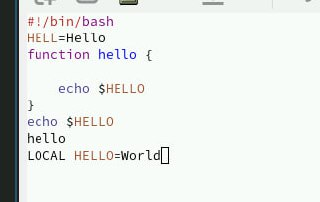 #!/bin/bash
HELL=Hello
function hello {
echo $HELLO
}
echo $HELLO
hello
LOCAL HELLO=World